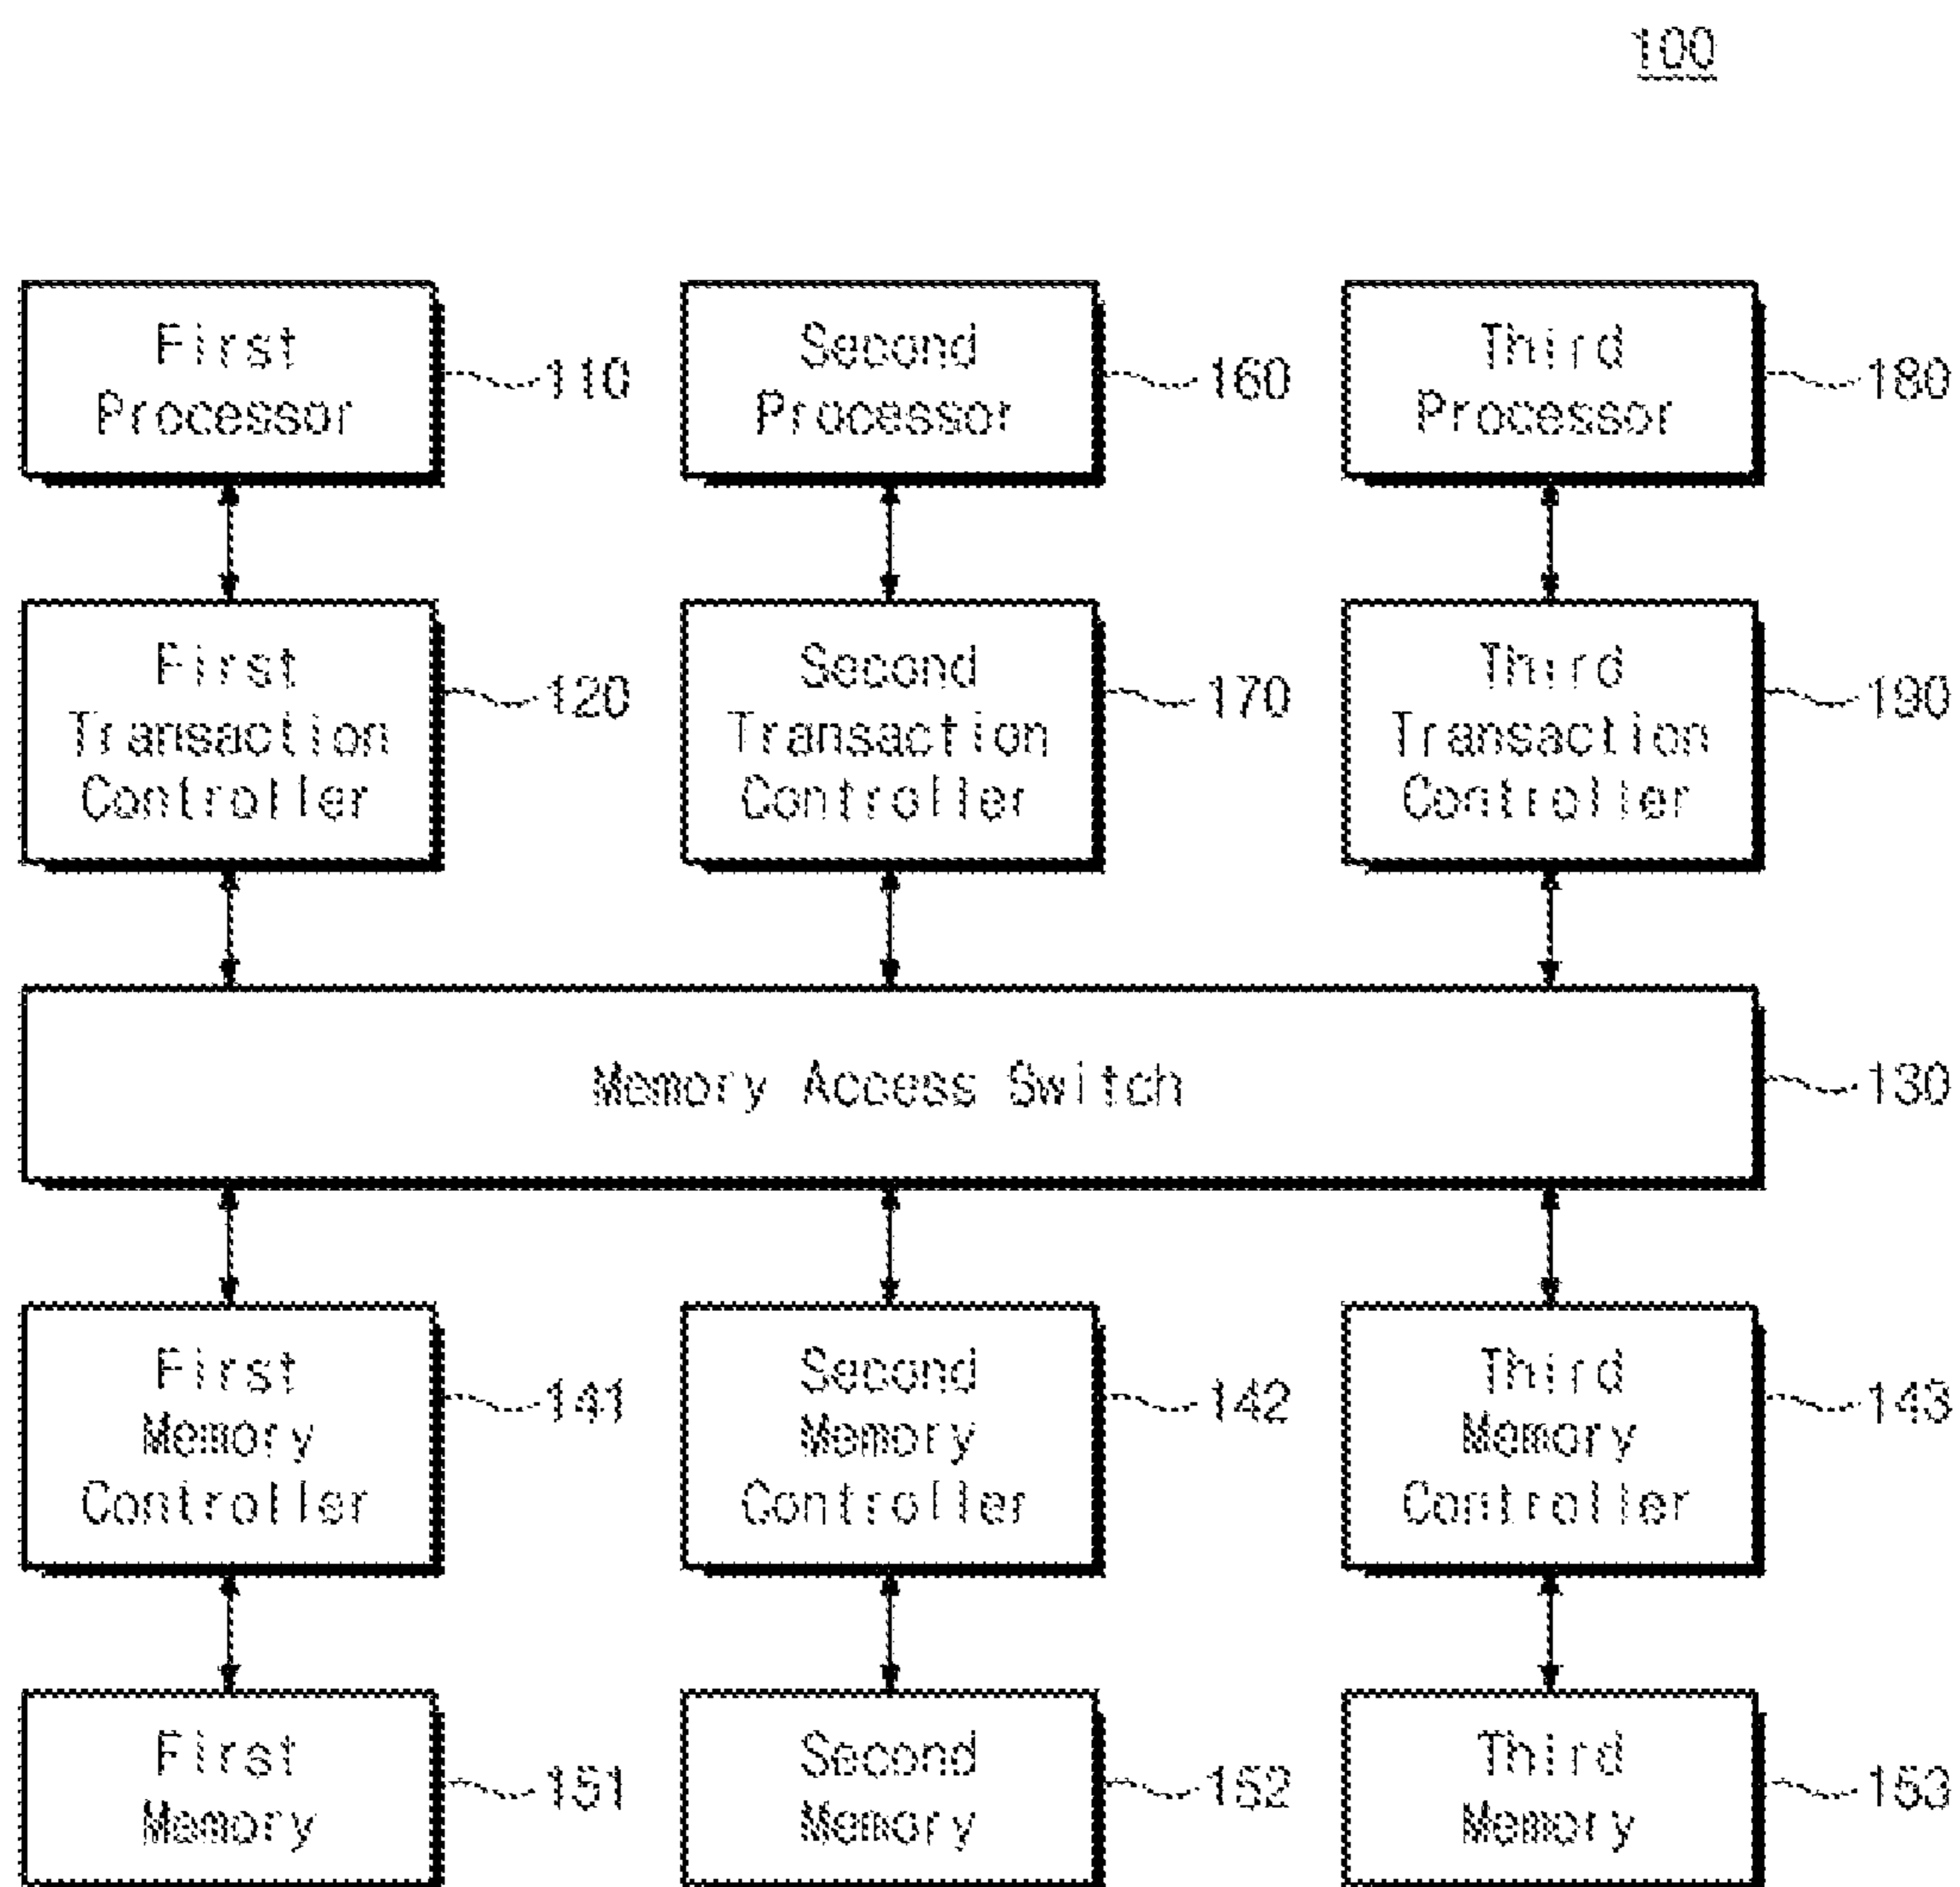 100
First
Processor
110
Second
Processor
160
Third
Processor
180
First
Transaction
Controller
120
Second
Transaction
Controller
170
Third
Transaction
Controller
190
Memory Access Switch
130
First
Memory
Controller
141
Second
Memory
Controller
142
Third
Memory
Controller
143
First
Memory
151
Second
Memory
152
Third
Memory
153